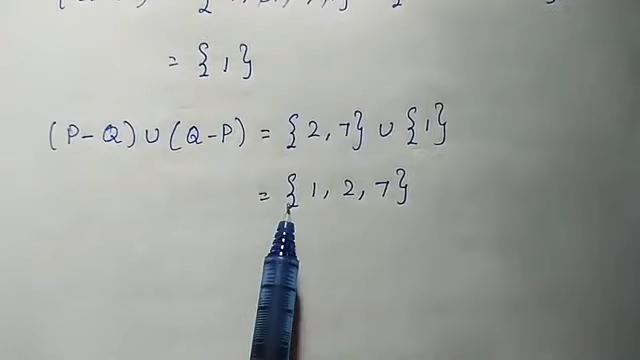 = { 1 }
(P-Q) ∪ (Q-P) = {2, 7} ∪ {1}
= {1, 2, 7}